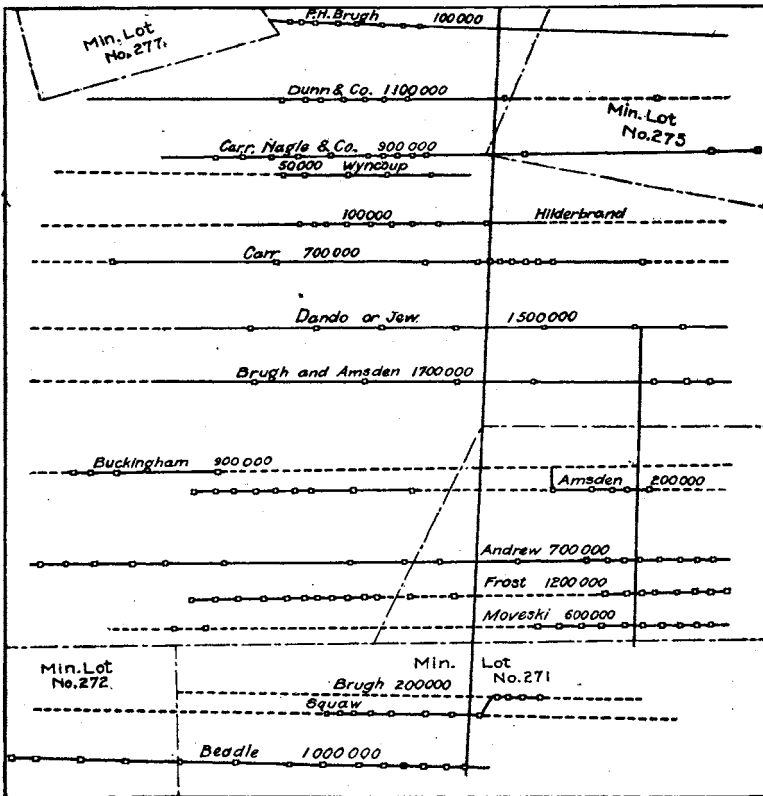 P.H. Brugh 100000
Min. Lot
No. 277.
Dunn & Co. 1100000
Min. Lot
No. 275
Carr. Nagle & Co. 900000
50000 Wyncoup
100000 Hilderbrand
Carr 700000
Dando or Jew. 1500000
Brugh and Amsden 1700000
Buckingham 900000
Amsden 200000
Andrew 700000
Frost 1200000
Moveski 600000
Min. Lot
No. 272
Min. Lot
No. 271
Brugh 200000
Squaw
Beadle 1000000